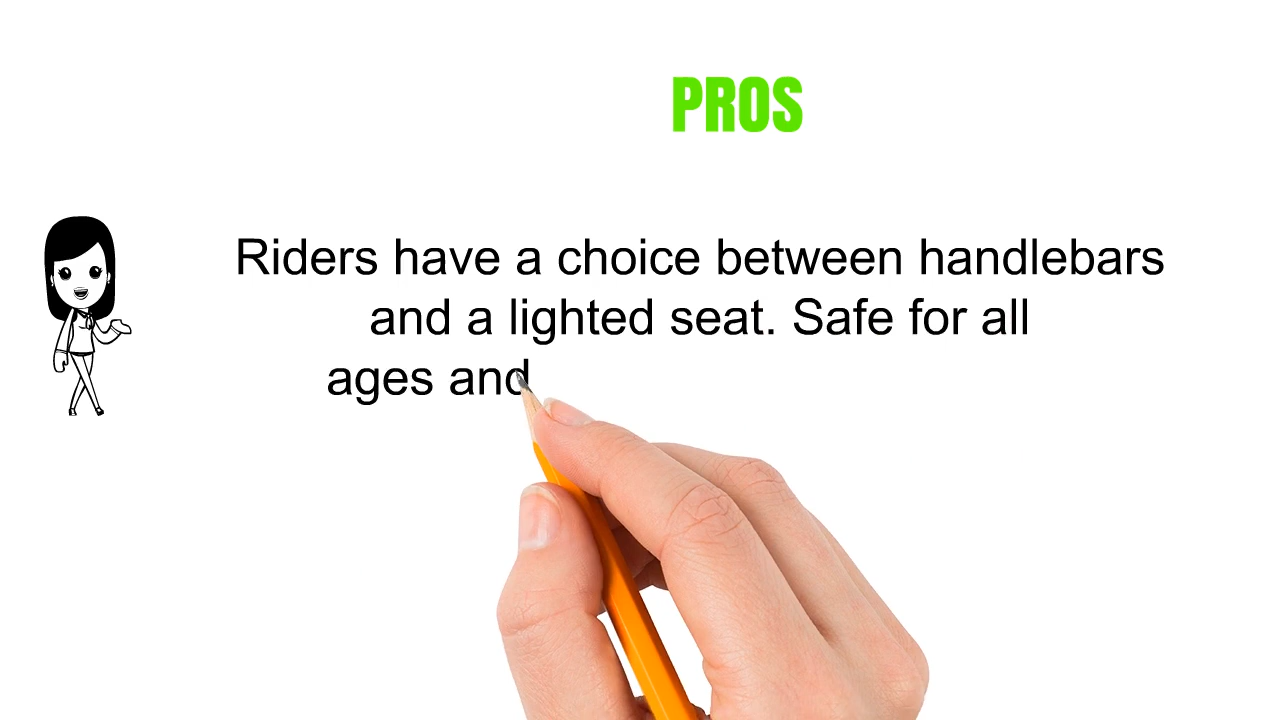 PROS
Riders have a choice between handlebars
and a lighted seat. Safe for all
ages and